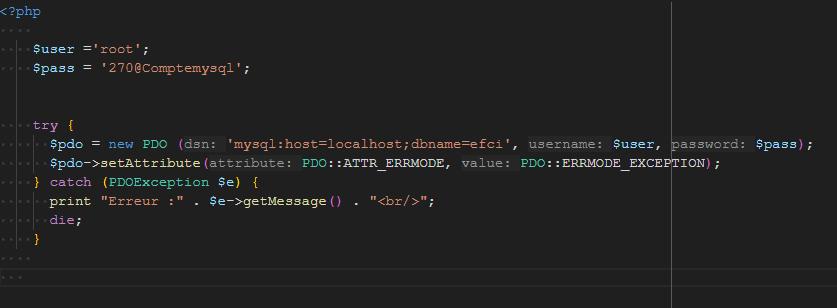 <?php
$user ='root';
$pass = '270@Comptemysql';
try {
$pdo = new PDO (dsn: 'mysql:host=localhost;dbname=efci', username: $user, password: $pass);
$pdo->setAttribute(attribute: PDO::ATTR_ERRMODE, value: PDO::ERRMODE_EXCEPTION);
} catch (PDOException $e) {
print "Erreur :" . $e->getMessage() . "<br/>";
die;
}